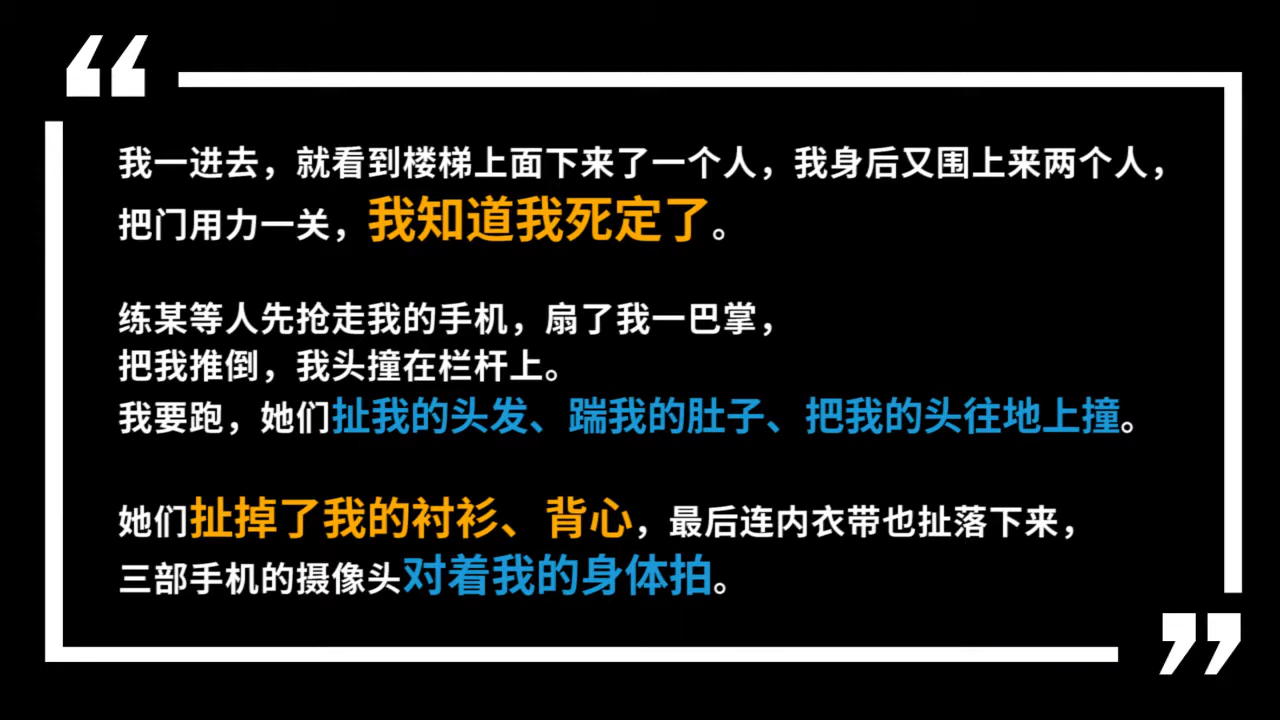 我一进去，就看到楼梯上面下来了一个人，我身后又围上来两个人，
把门用力一关，我知道我死定了。
练某等人先抢走我的手机，扇了我一巴掌，
把我推倒，我头撞在栏杆上。
我要跑，她们扯我的头发、踹我的肚子、把我的头往地上撞。
她们扯掉了我的衬衫、背心，最后连内衣带也扯落下来，
三部手机的摄像头对着我的身体拍。